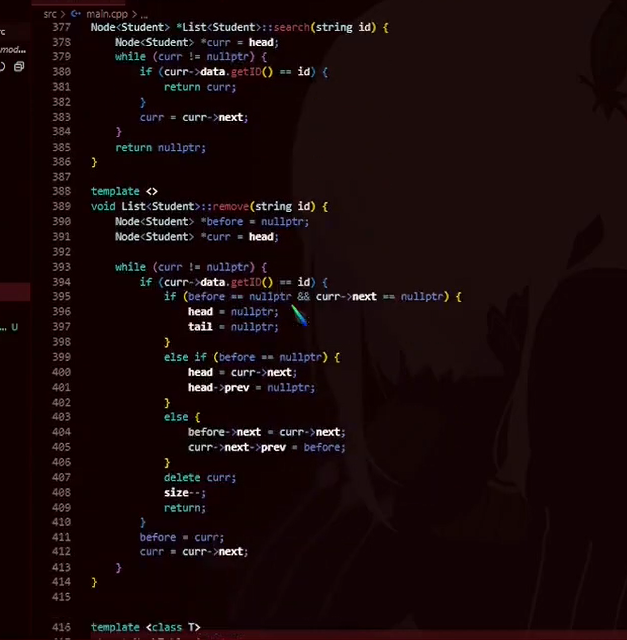 src > main.cpp > ...
rc
mod...
... U
377 Node<Student> *List<Student>::search(string id) {
378     Node<Student> *curr = head;
379     while (curr != nullptr) {
380         if (curr->data.getID() == id) {
381             return curr;
382         }
383         curr = curr->next;
384     }
385     return nullptr;
386 }
387
388 template <>
389 void List<Student>::remove(string id) {
390     Node<Student> *before = nullptr;
391     Node<Student> *curr = head;
392
393     while (curr != nullptr) {
394         if (curr->data.getID() == id) {
395             if (before == nullptr && curr->next == nullptr) {
396                 head = nullptr;
397                 tail = nullptr;
398             }
399             else if (before == nullptr) {
400                 head = curr->next;
401                 head->prev = nullptr;
402             }
403             else {
404                 before->next = curr->next;
405                 curr->next->prev = before;
406             }
407             delete curr;
408             size--;
409             return;
410         }
411         before = curr;
412         curr = curr->next;
413     }
414 }
415
416 template <class T>